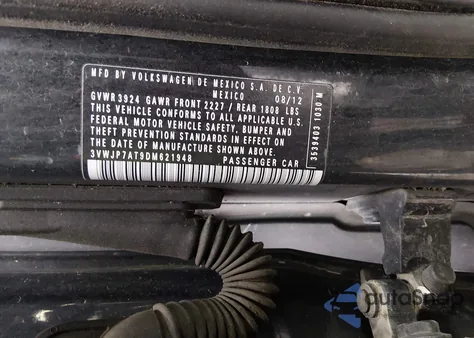 MFD BY VOLKSWAGEN DE MEXICO S.A. DE C.V.
MEXICO 08/12
GVWR 3924 GAWR FRONT 2227 / REAR 1808 LBS
THIS VEHICLE CONFORMS TO ALL APPLICABLE U.S.
FEDERAL MOTOR VEHICLE SAFETY, BUMPER AND
THEFT PREVENTION STANDARDS IN EFFECT ON
THE DATE OF MANUFACTURE SHOWN ABOVE.
3VWJP7AT9DM621948 PASSENGER CAR
3539403 1030 M
autaSnap